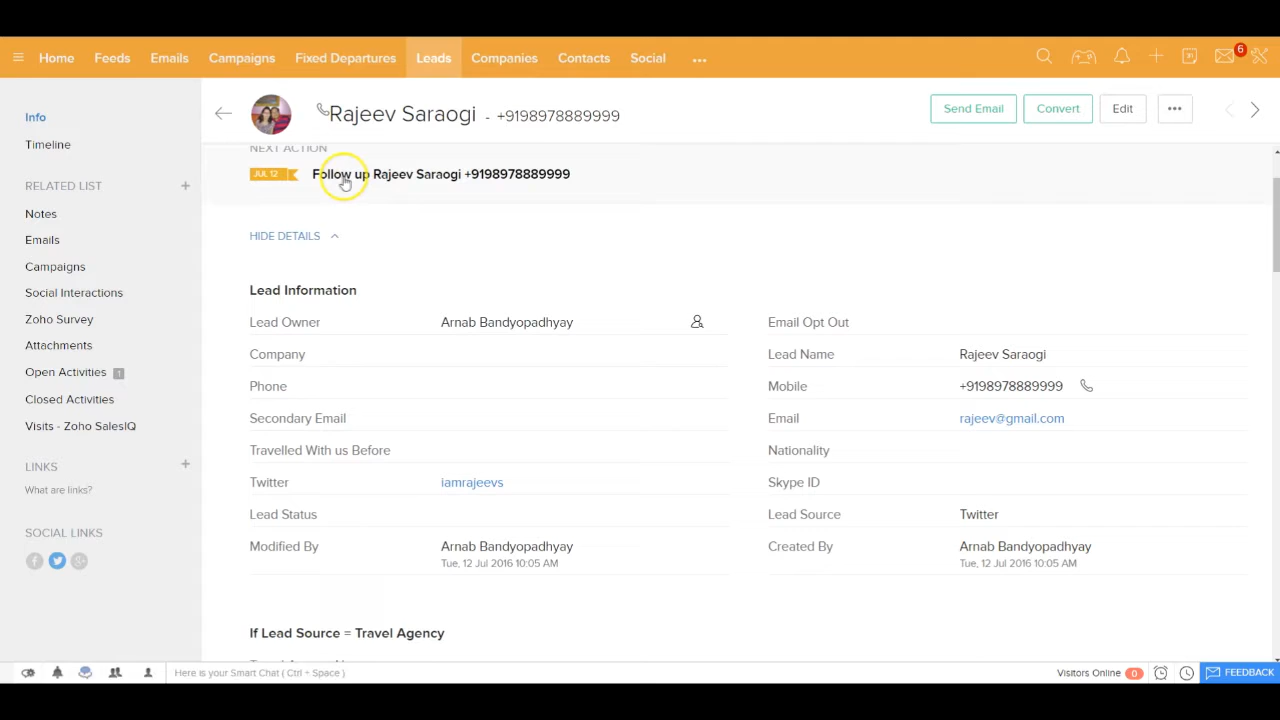 Home Feeds Emails Campaigns Fixed Departures Leads Companies Contacts Social ... 6
Rajeev Saraogi - +9198978889999 Send Email Convert Edit ...
Info
Timeline
RELATED LIST +
Notes
Emails
Campaigns
Social Interactions
Zoho Survey
Attachments
Open Activities 1
Closed Activities
Visits - Zoho SalesIQ
LINKS +
What are links?
SOCIAL LINKS
NEXT ACTION
JUL 12 Follow up Rajeev Saraogi +9198978889999
HIDE DETAILS
Lead Information
Lead Owner Arnab Bandyopadhyay Email Opt Out
Company Lead Name Rajeev Saraogi
Phone Mobile +9198978889999
Secondary Email Email rajeev@gmail.com
Travelled With us Before Nationality
Twitter iamrajeevs Skype ID
Lead Status Lead Source Twitter
Modified By Arnab Bandyopadhyay Created By Arnab Bandyopadhyay
Tue, 12 Jul 2016 10:05 AM Tue, 12 Jul 2016 10:05 AM
If Lead Source = Travel Agency
Here is your Smart Chat ( Ctrl + Space ) Visitors Online 0 FEEDBACK